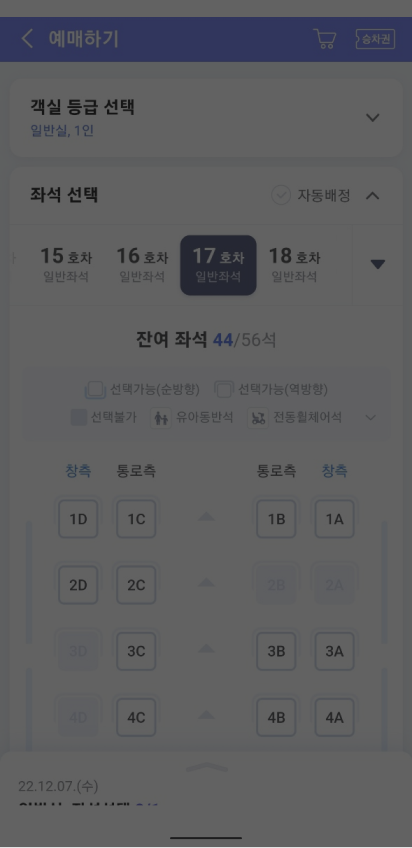 예매하기 승차권
객실 등급 선택
일반실, 1인
좌석 선택 자동배정
15 호차 16 호차 17 호차 18 호차
일반좌석 일반좌석 일반좌석 일반좌석
잔여 좌석 44/56석
선택가능(순방향) 선택가능(역방향)
선택불가 유아동반석 전동휠체어석
창측 통로측 통로측 창측
1D 1C 1B 1A
2D 2C 2B 2A
3D 3C 3B 3A
4D 4C 4B 4A
22.12.07.(수)